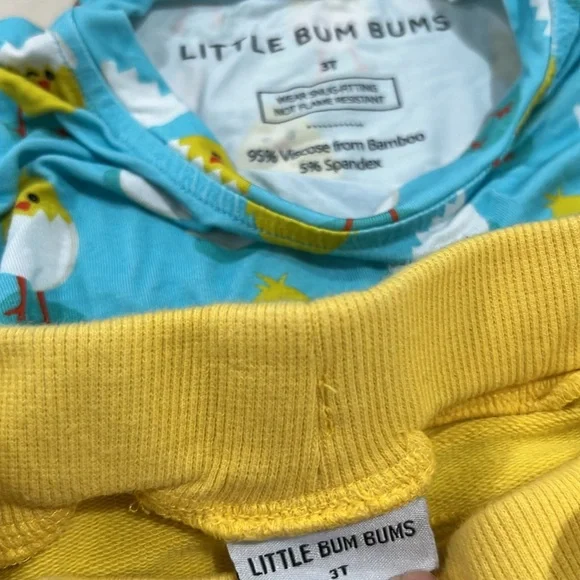 LITTLE BUM BUMS
3T
WEAR SNUG-FITTING
NOT FLAME RESISTANT
95% Viscose from Bamboo
5% Spandex
LITTLE BUM BUMS
3T